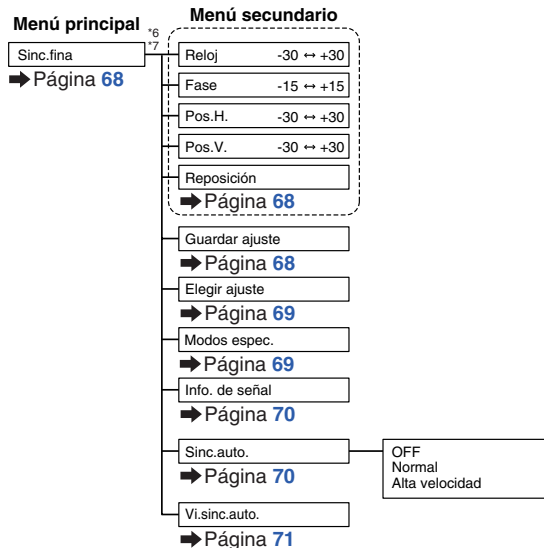 Menú principal
Menú secundario
*6
*7
Sinc.fina
➡ Página 68
Reloj -30 ↔ +30
Fase -15 ↔ +15
Pos.H. -30 ↔ +30
Pos.V. -30 ↔ +30
Reposición
➡ Página 68
Guardar ajuste
➡ Página 68
Elegir ajuste
➡ Página 69
Modos espec.
➡ Página 69
Info. de señal
➡ Página 70
Sinc.auto.
➡ Página 70
OFF
Normal
Alta velocidad
Vi.sinc.auto.
➡ Página 71